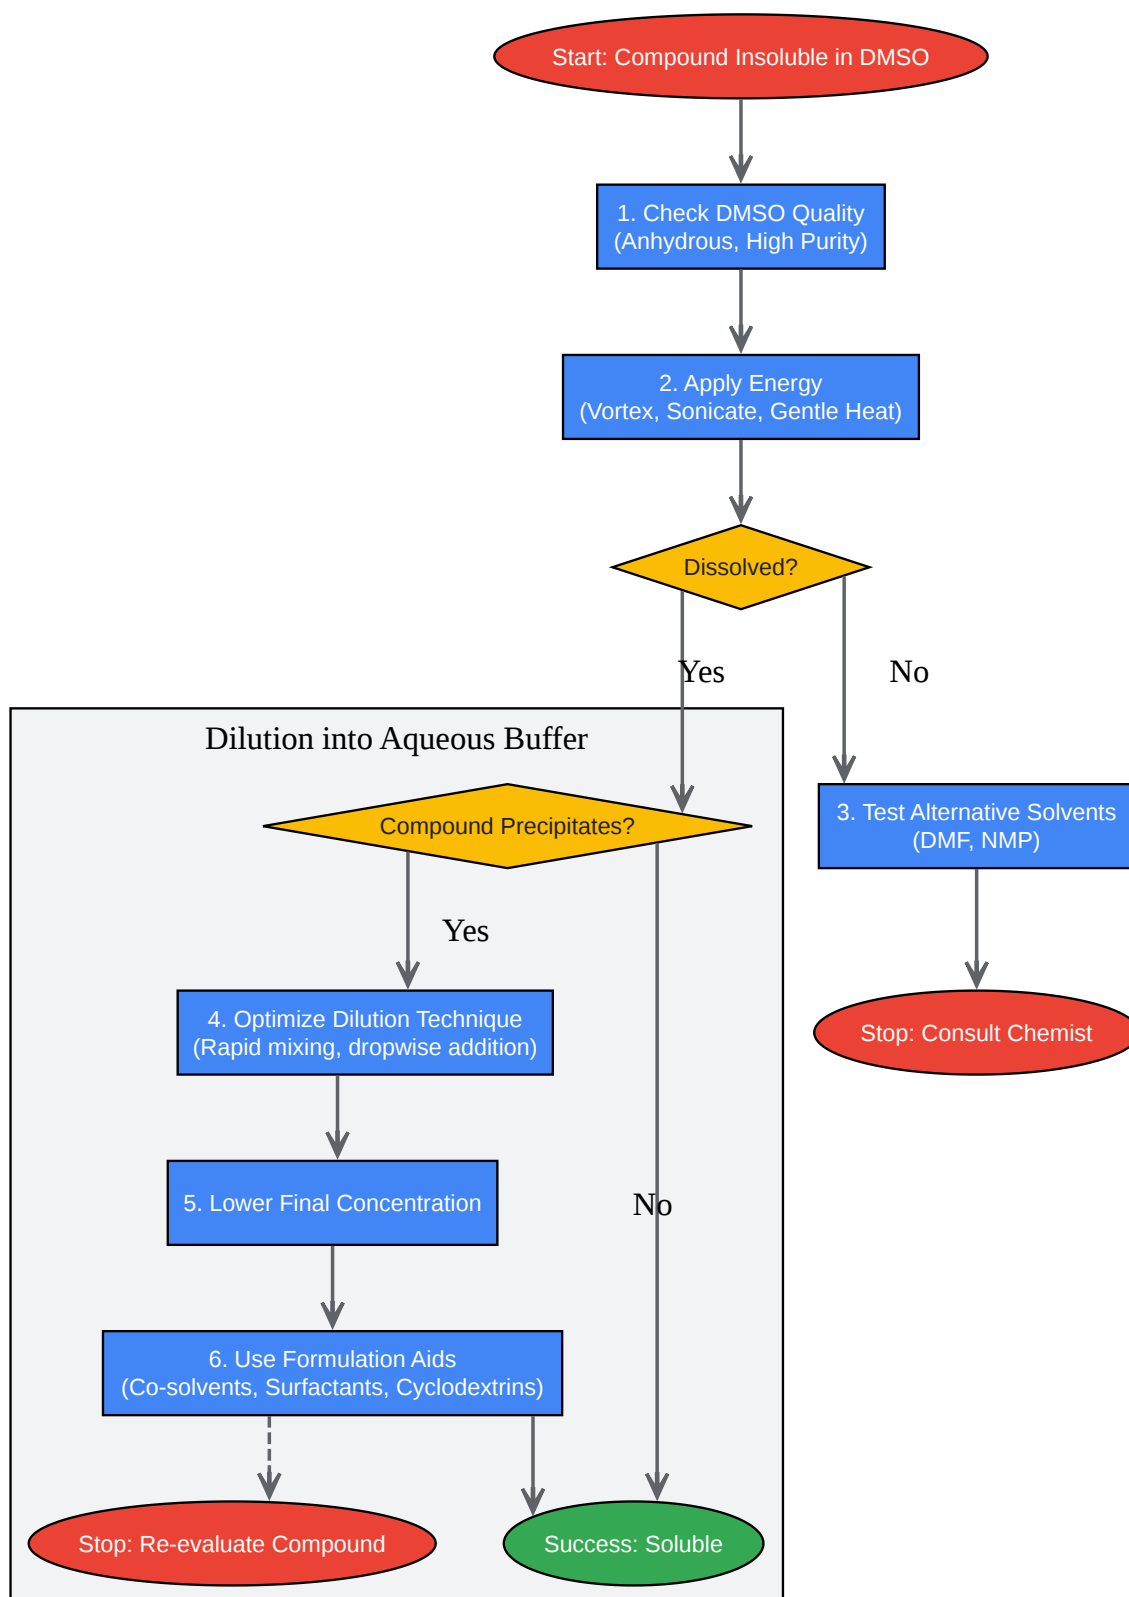 Start: Compound Insoluble in DMSO
1. Check DMSO Quality
(Anhydrous, High Purity)
2. Apply Energy
(Vortex, Sonicate, Gentle Heat)
Dissolved?
Yes
No
Dilution into Aqueous Buffer
Compound Precipitates?
3. Test Alternative Solvents
(DMF, NMP)
Yes
4. Optimize Dilution Technique
(Rapid mixing, dropwise addition)
Stop: Consult Chemist
5. Lower Final Concentration
No
6. Use Formulation Aids
(Co-solvents, Surfactants, Cyclodextrins)
Stop: Re-evaluate Compound
Success: Soluble